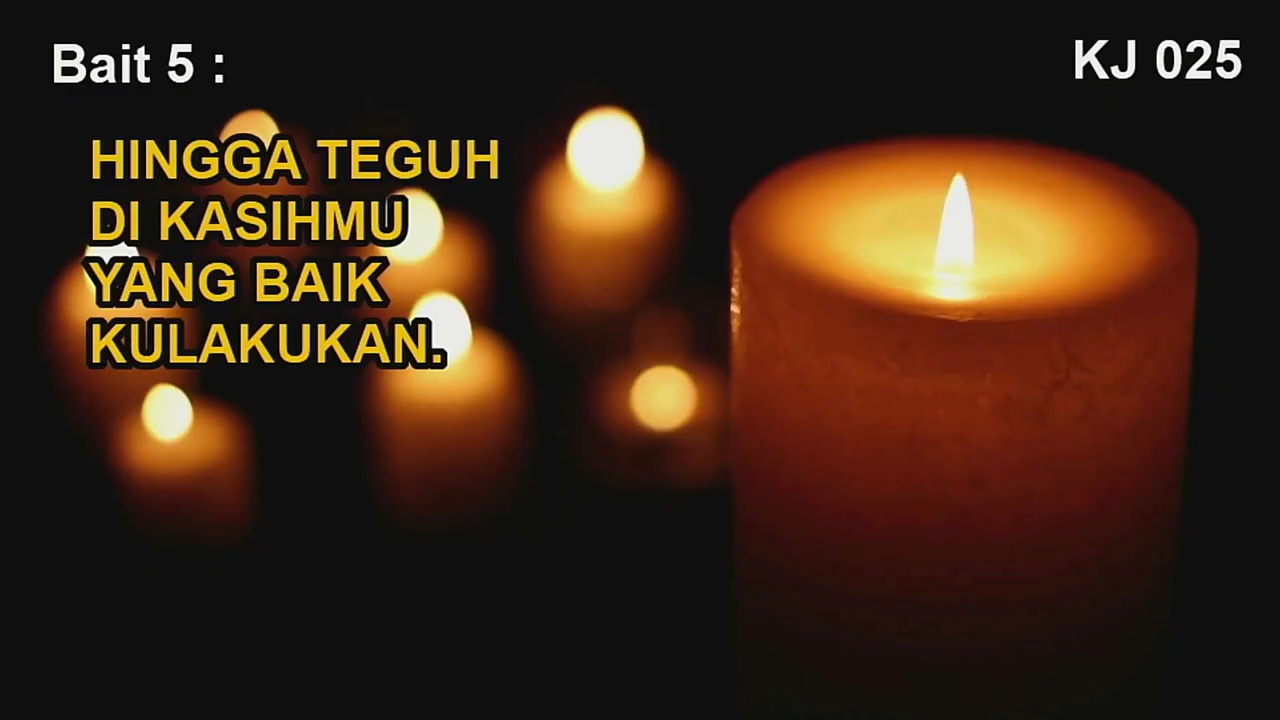 Bait 5 :
KJ 025
HINGGA TEGUH
DI KASIHMU
YANG BAIK
KULAKUKAN.